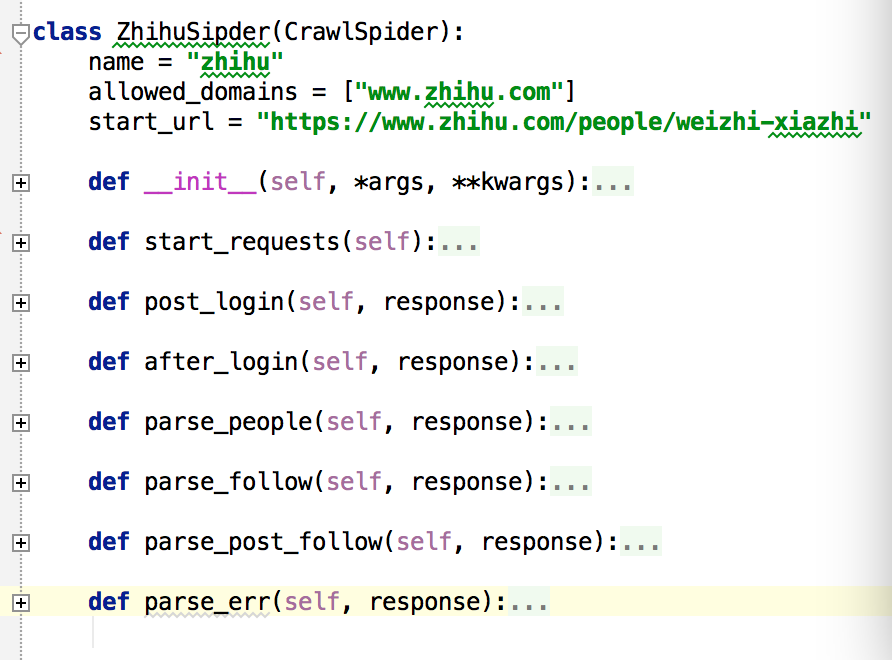 class ZhihuSipder(CrawlSpider):
name = "zhihu"
allowed_domains = ["www.zhihu.com"]
start_url = "https://www.zhihu.com/people/weizhi-xiazhi"
def __init__(self, *args, **kwargs):...
def start_requests(self):...
def post_login(self, response):...
def after_login(self, response):...
def parse_people(self, response):...
def parse_follow(self, response):...
def parse_post_follow(self, response):...
def parse_err(self, response):...